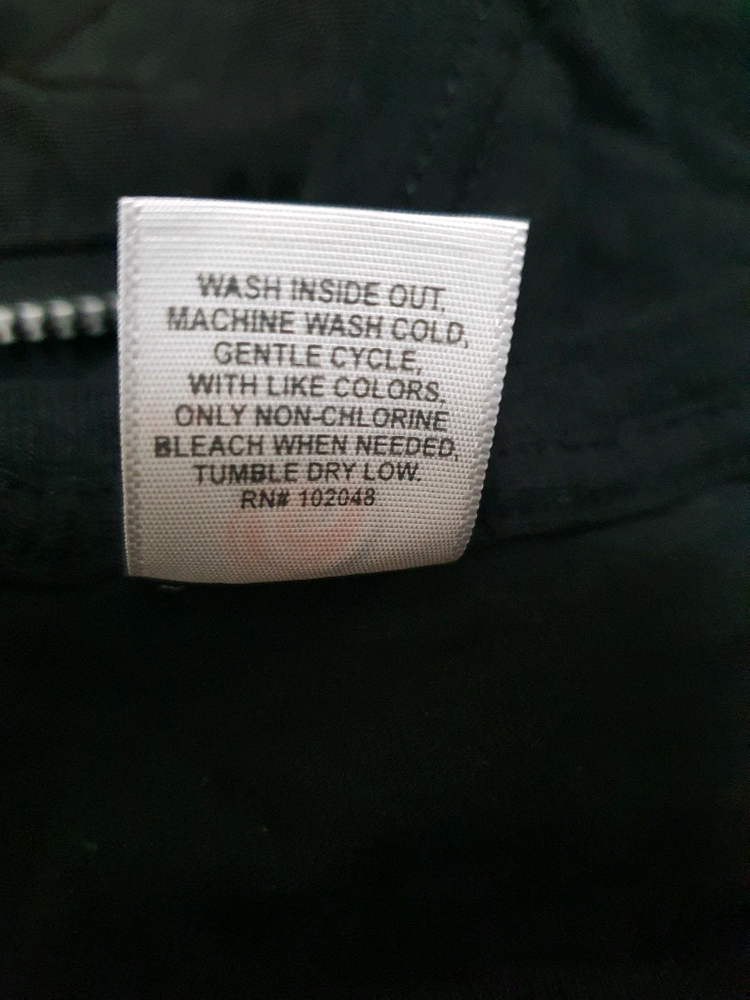 WASH INSIDE OUT,
MACHINE WASH COLD,
GENTLE CYCLE,
WITH LIKE COLORS,
ONLY NON-CHLORINE
BLEACH WHEN NEEDED.
TUMBLE DRY LOW.
RN# 102048